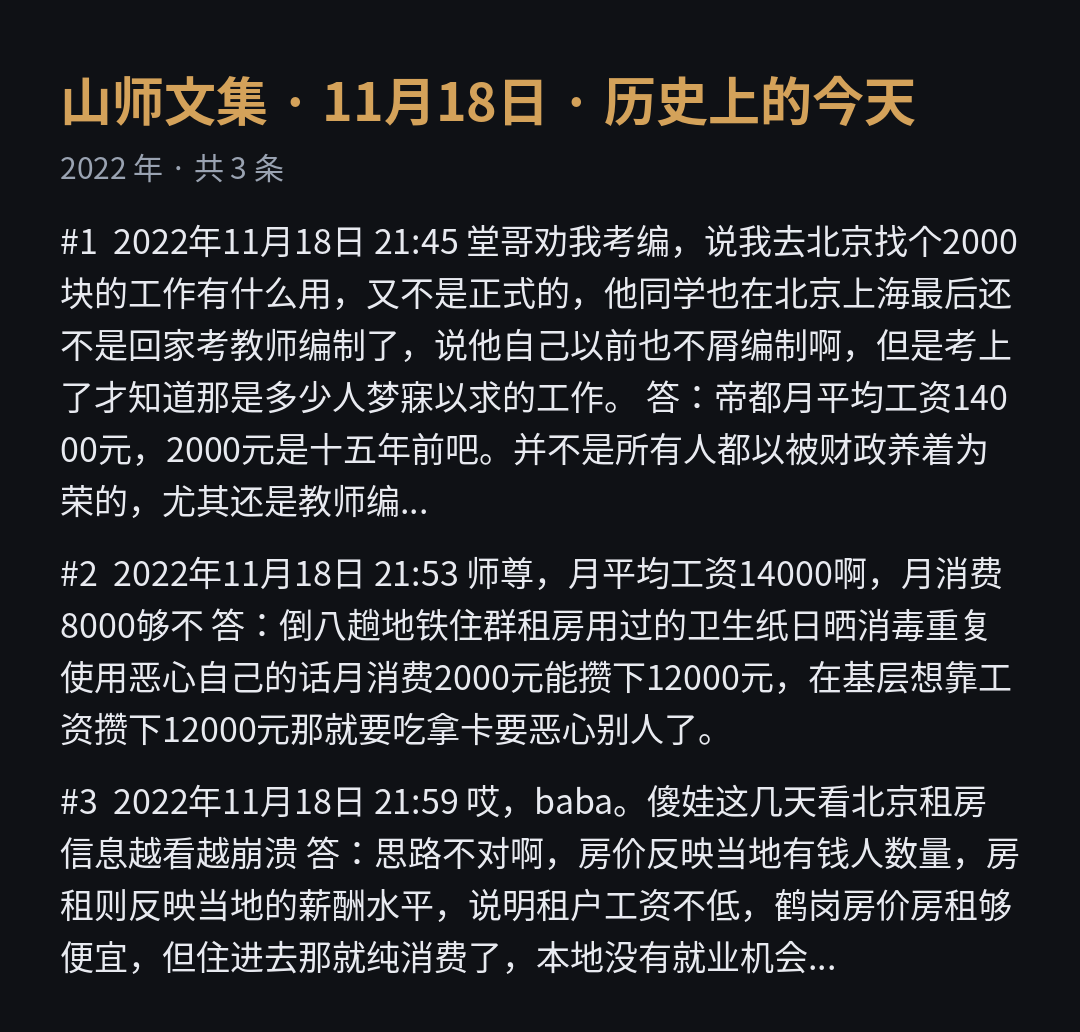 山师文集 · 11月18日 · 历史上的今天
2022 年 · 共 3 条
#1  2022年11月18日 21:45 堂哥劝我考编，说我去北京找个2000
块的工作有什么用，又不是正式的，他同学也在北京上海最后还
不是回家考教师编制了，说他自己以前也不屑编制啊，但是考上
了才知道那是多少人梦寐以求的工作。 答：帝都月平均工资140
00元，2000元是十五年前吧。并不是所有人都以被财政养着为
荣的，尤其还是教师编...
#2  2022年11月18日 21:53 师尊，月平均工资14000啊，月消费
8000够不 答：倒八趟地铁住群租房用过的卫生纸日晒消毒重复
使用恶心自己的话月消费2000元能攒下12000元，在基层想靠工
资攒下12000元那就要吃拿卡要恶心别人了。
#3  2022年11月18日 21:59 哎，baba。傻娃这几天看北京租房
信息越看越崩溃 答：思路不对啊，房价反映当地有钱人数量，房
租则反映当地的薪酬水平，说明租户工资不低，鹤岗房价房租够
便宜，但住进去那就纯消费了，本地没有就业机会...